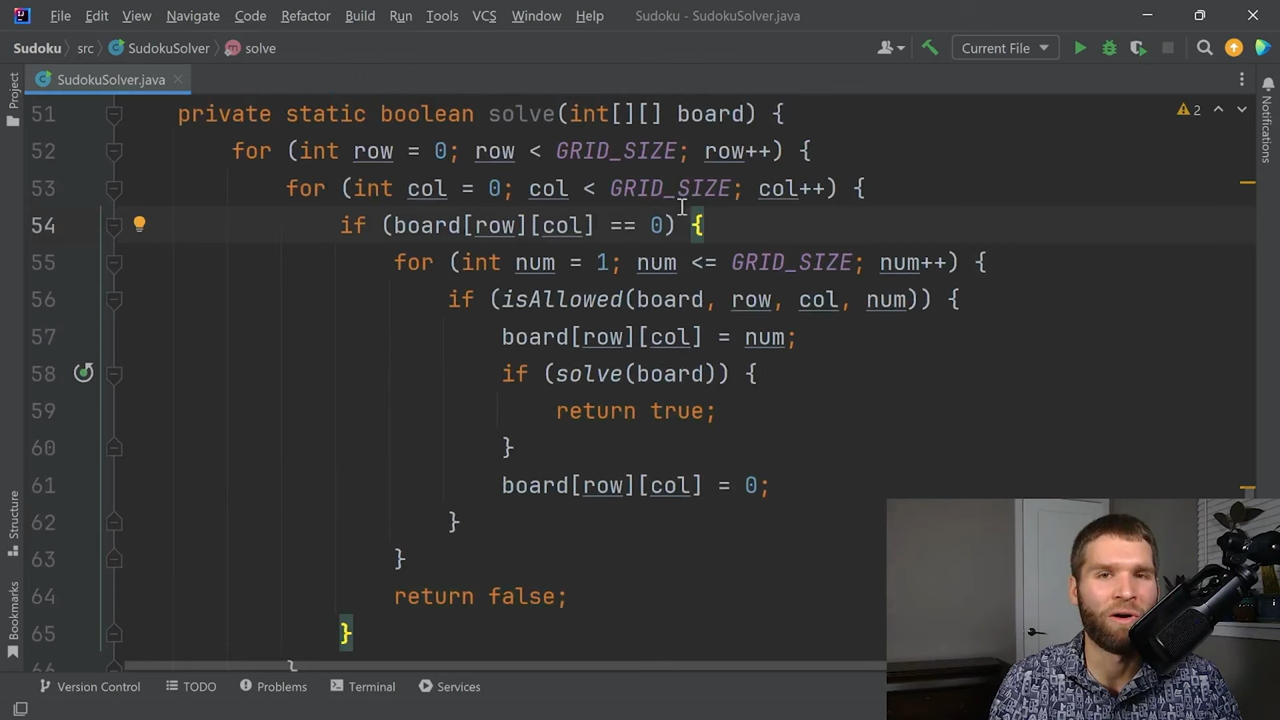 File Edit View Navigate Code Refactor Build Run Tools VCS Window Help Sudoku - SudokuSolver.java
Sudoku src SudokuSolver solve Current File
SudokuSolver.java
Project
Notifications
2
51 private static boolean solve(int[][] board) {
52 for (int row = 0; row < GRID_SIZE; row++) {
53 for (int col = 0; col < GRID_SIZE; col++) {
54 if (board[row][col] == 0) {
55 for (int num = 1; num <= GRID_SIZE; num++) {
56 if (isAllowed(board, row, col, num)) {
57 board[row][col] = num;
58 if (solve(board)) {
59 return true;
60 }
61 board[row][col] = 0;
62 }
63 }
64 return false;
65 }
66 }
Structure
Bookmarks
Version Control TODO Problems Terminal Services